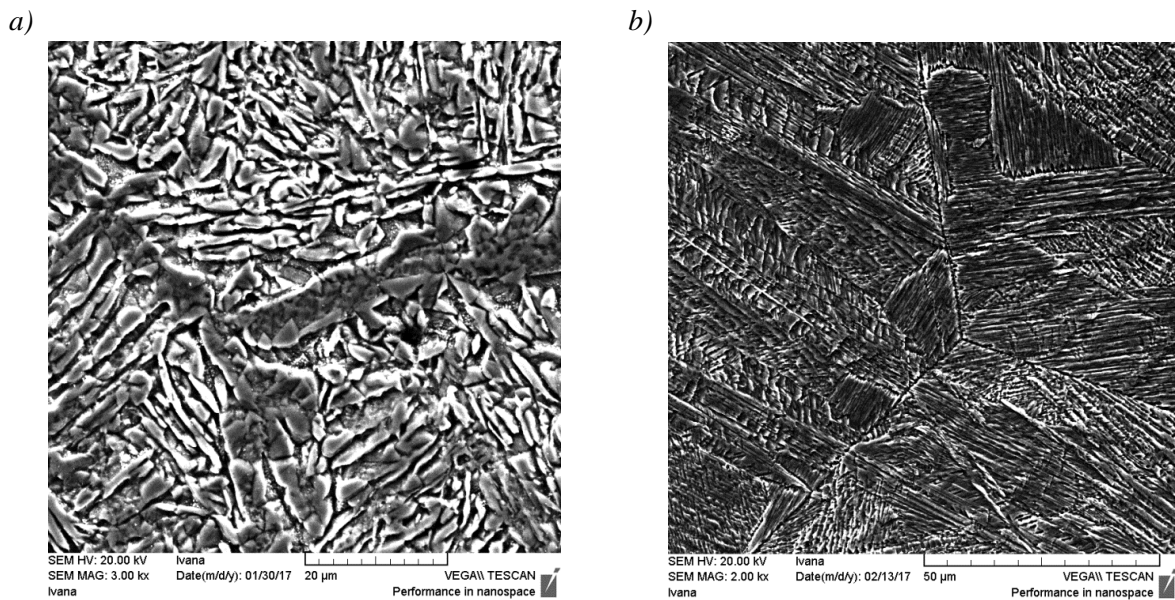 a)
b)
SEM HV: 20.00 kV Ivana
SEM MAG: 3.00 kx Date(m/d/y): 01/30/17 20 µm VEGA\\ TESCAN
Ivana Performance in nanospace
SEM HV: 20.00 kV Ivana
SEM MAG: 2.00 kx Date(m/d/y): 02/13/17 50 µm VEGA\\ TESCAN
Ivana Performance in nanospace